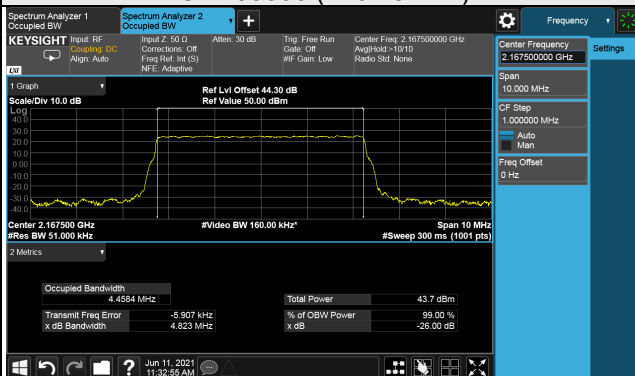 Spectrum Analyzer 1
Occupied BW
Spectrum Analyzer 2
Occupied BW
Frequency
KEYSIGHT
LXI
Input: RF
Coupling: DC
Align: Auto
Input Z: 50 Ω
Corrections: Off
Freq Ref: Int (S)
NFE: Adaptive
Atten: 30 dB
Trig: Free Run
Gate: Off
#IF Gain: Low
Center Freq: 2.167500000 GHz
Avg|Hold:>10/10
Radio Std: None
Center Frequency
2.167500000 GHz
Settings
Span
10.000 MHz
CF Step
1.000000 MHz
Auto
Man
Freq Offset
0 Hz
1 Graph
Scale/Div 10.0 dB
Ref Lvl Offset 44.30 dB
Ref Value 50.00 dBm
Log
40.0
30.0
20.0
10.0
0.00
-10.0
-20.0
-30.0
-40.0
Center 2.167500 GHz
#Res BW 51.000 kHz
#Video BW 160.00 kHz*
Span 10 MHz
#Sweep 300 ms (1001 pts)
2 Metrics
Occupied Bandwidth
4.4584 MHz
Total Power 43.7 dBm
Transmit Freq Error -5.907 kHz
% of OBW Power 99.00 %
x dB Bandwidth 4.823 MHz
x dB -26.00 dB
?
Jun 11, 2021
11:32:55 AM